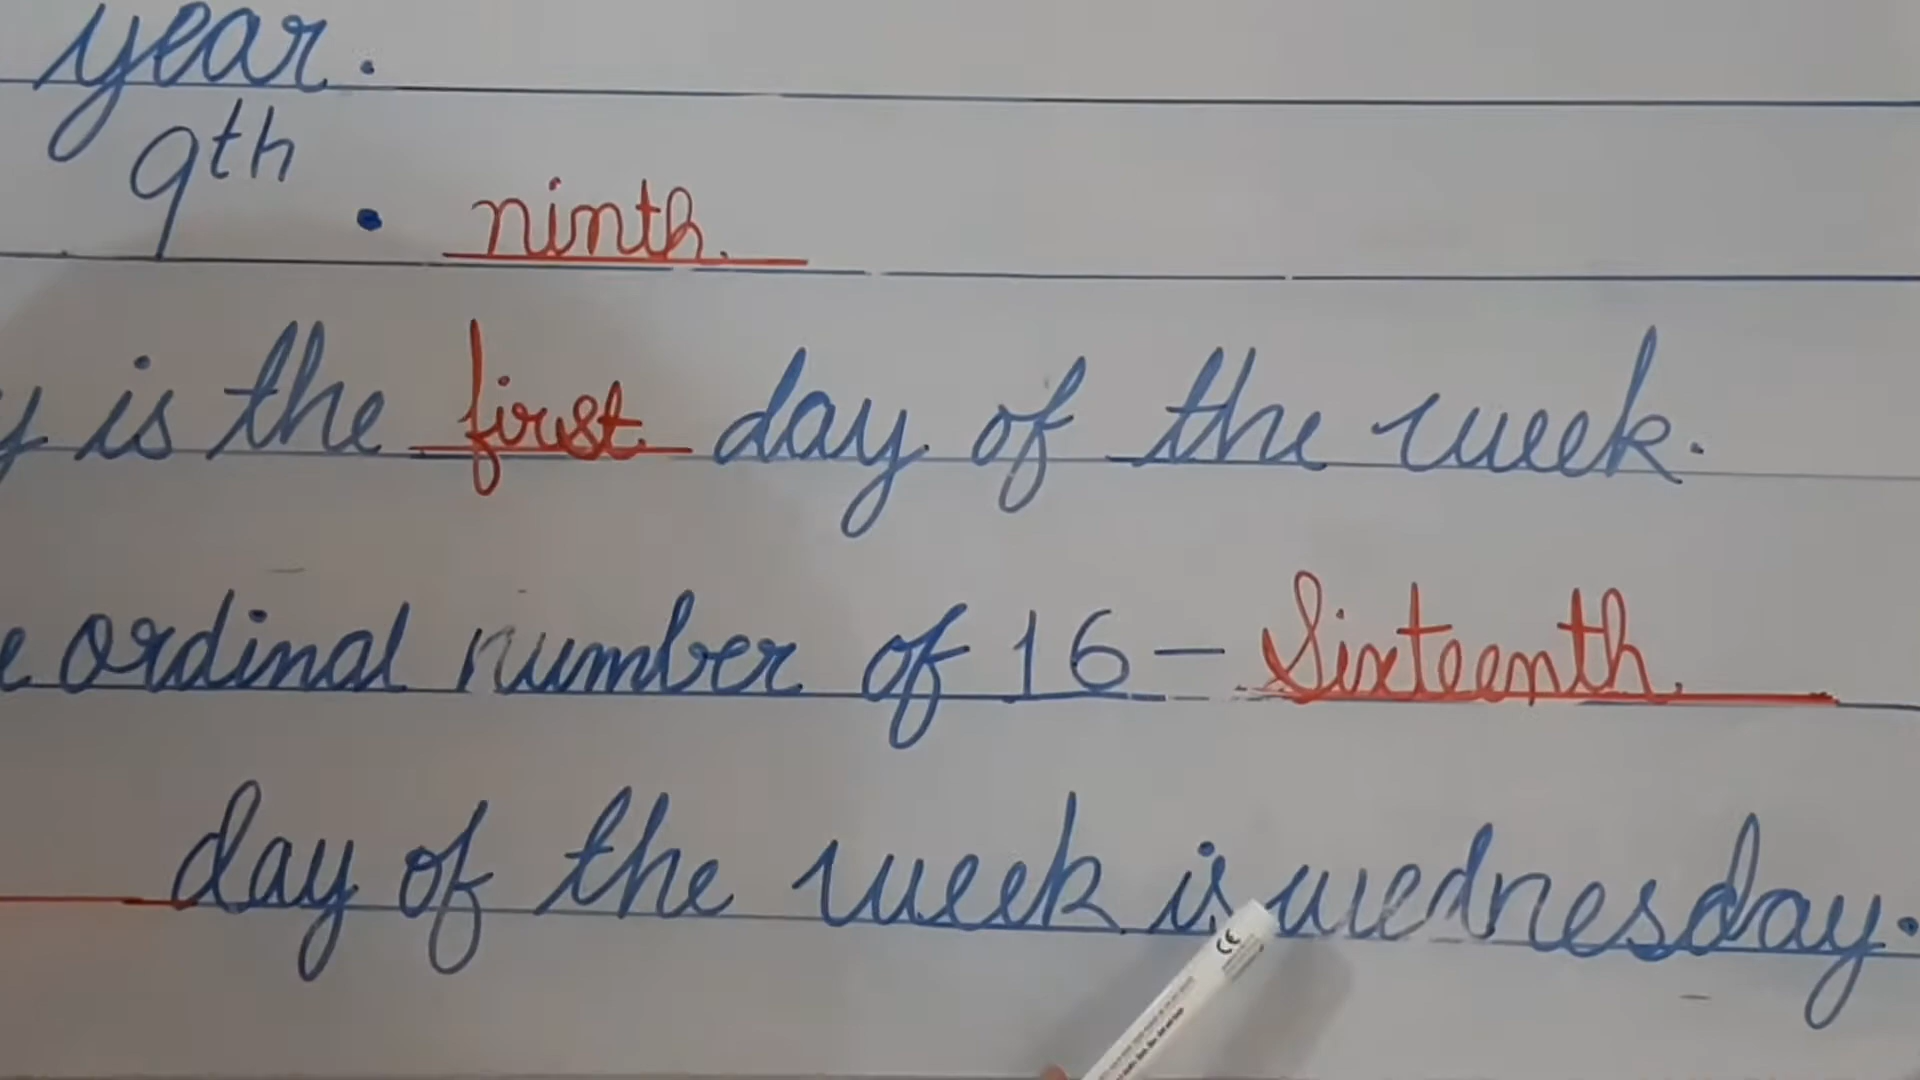 year.
9th . ninth.
y is the first day of the week.
e ordinal number of 16 - Sixteenth.
day of the week is wednesday.
CE